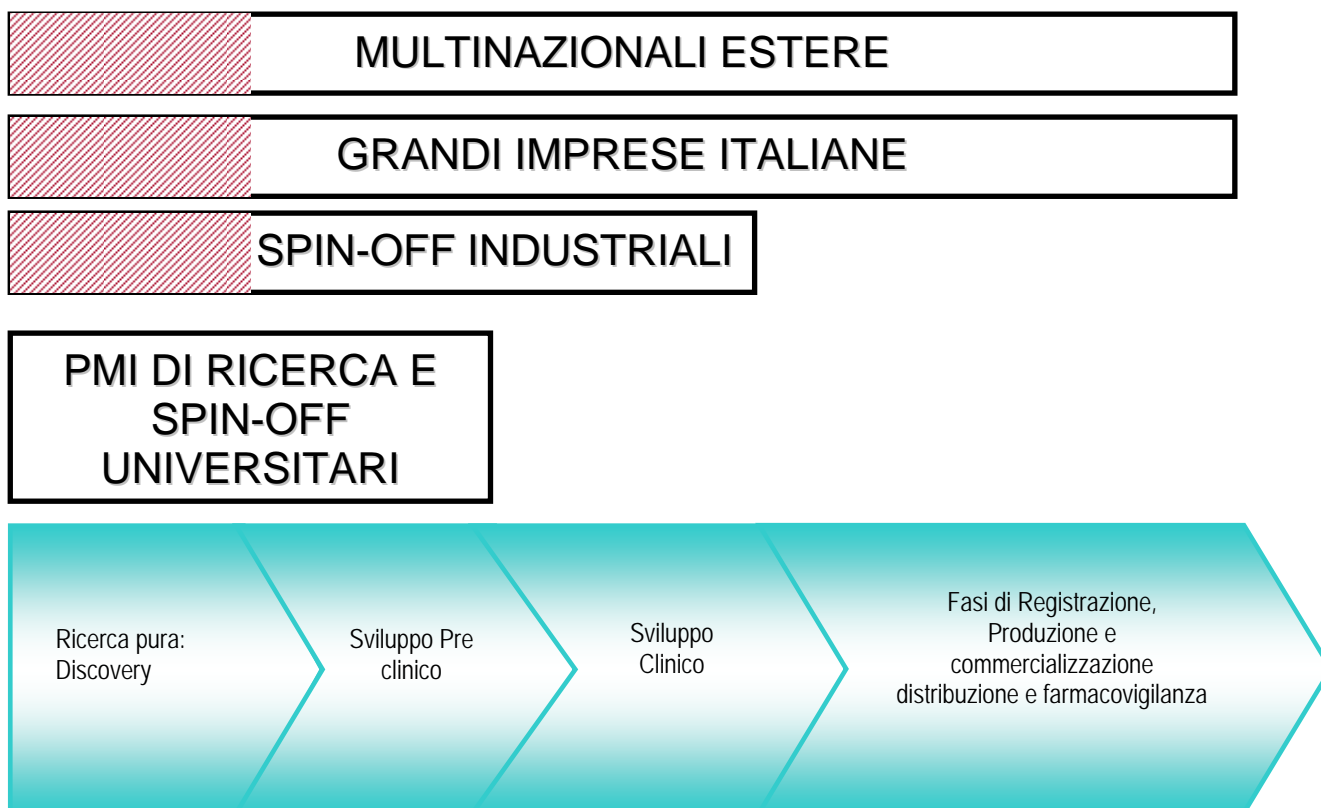 MULTINAZIONALI ESTERE
GRANDI IMPRESE ITALIANE
SPIN-OFF INDUSTRIALI
PMI DI RICERCA E
SPIN-OFF
UNIVERSITARI
Ricerca pura:
Discovery
Sviluppo Pre
clinico
Sviluppo
Clinico
Fasi di Registrazione,
Produzione e
commercializzazione
distribuzione e farmacovigilanza